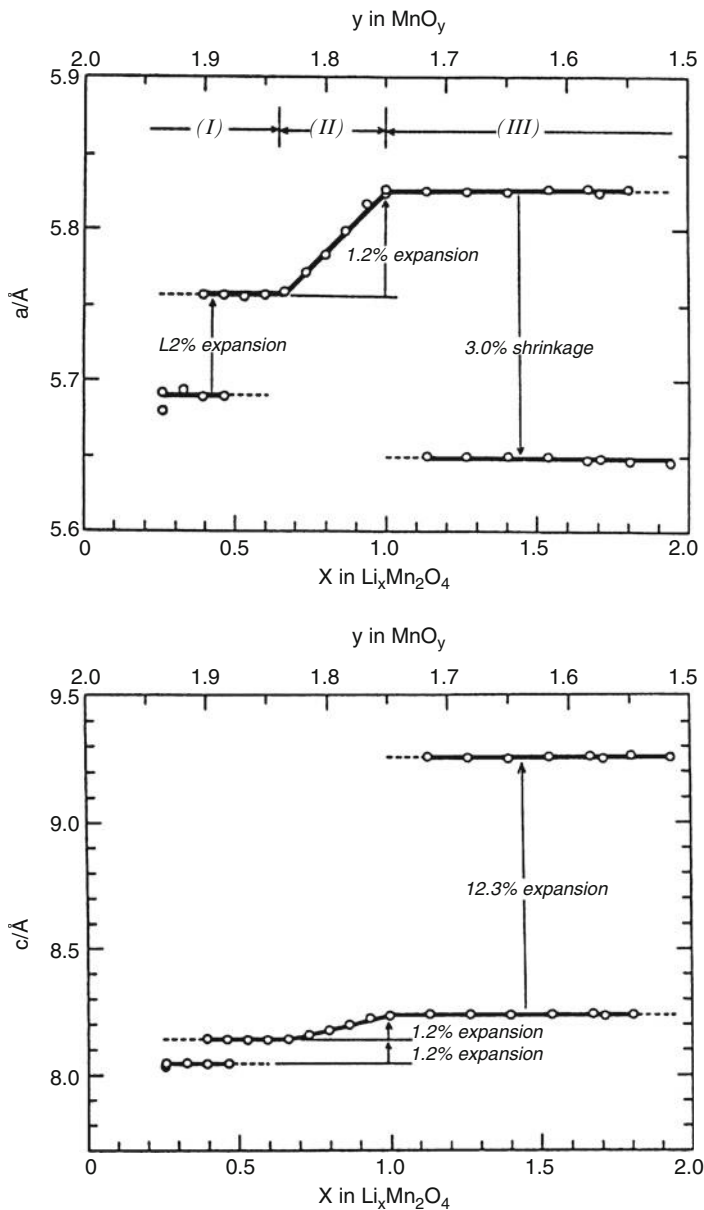 y in MnOy
2.0 1.9 1.8 1.7 1.6 1.5
5.9
(I) (II) (III)
5.8
1.2% expansion
a/Å
L2% expansion
3.0% shrinkage
5.7
5.6
0 0.5 1.0 1.5 2.0
X in LixMn2O4
y in MnOy
2.0 1.9 1.8 1.7 1.6 1.5
9.5
9.0
12.3% expansion
c/Å
8.5
1.2% expansion
1.2% expansion
8.0
0 0.5 1.0 1.5 2.0
X in LixMn2O4